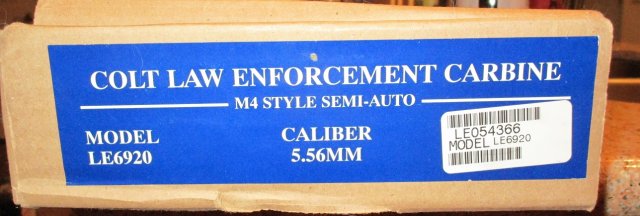 COLT LAW ENFORCEMENT CARBINE
M4 STYLE SEMI-AUTO
MODEL
LE6920
CALIBER
5.56MM
LE054366
MODEL LE6920